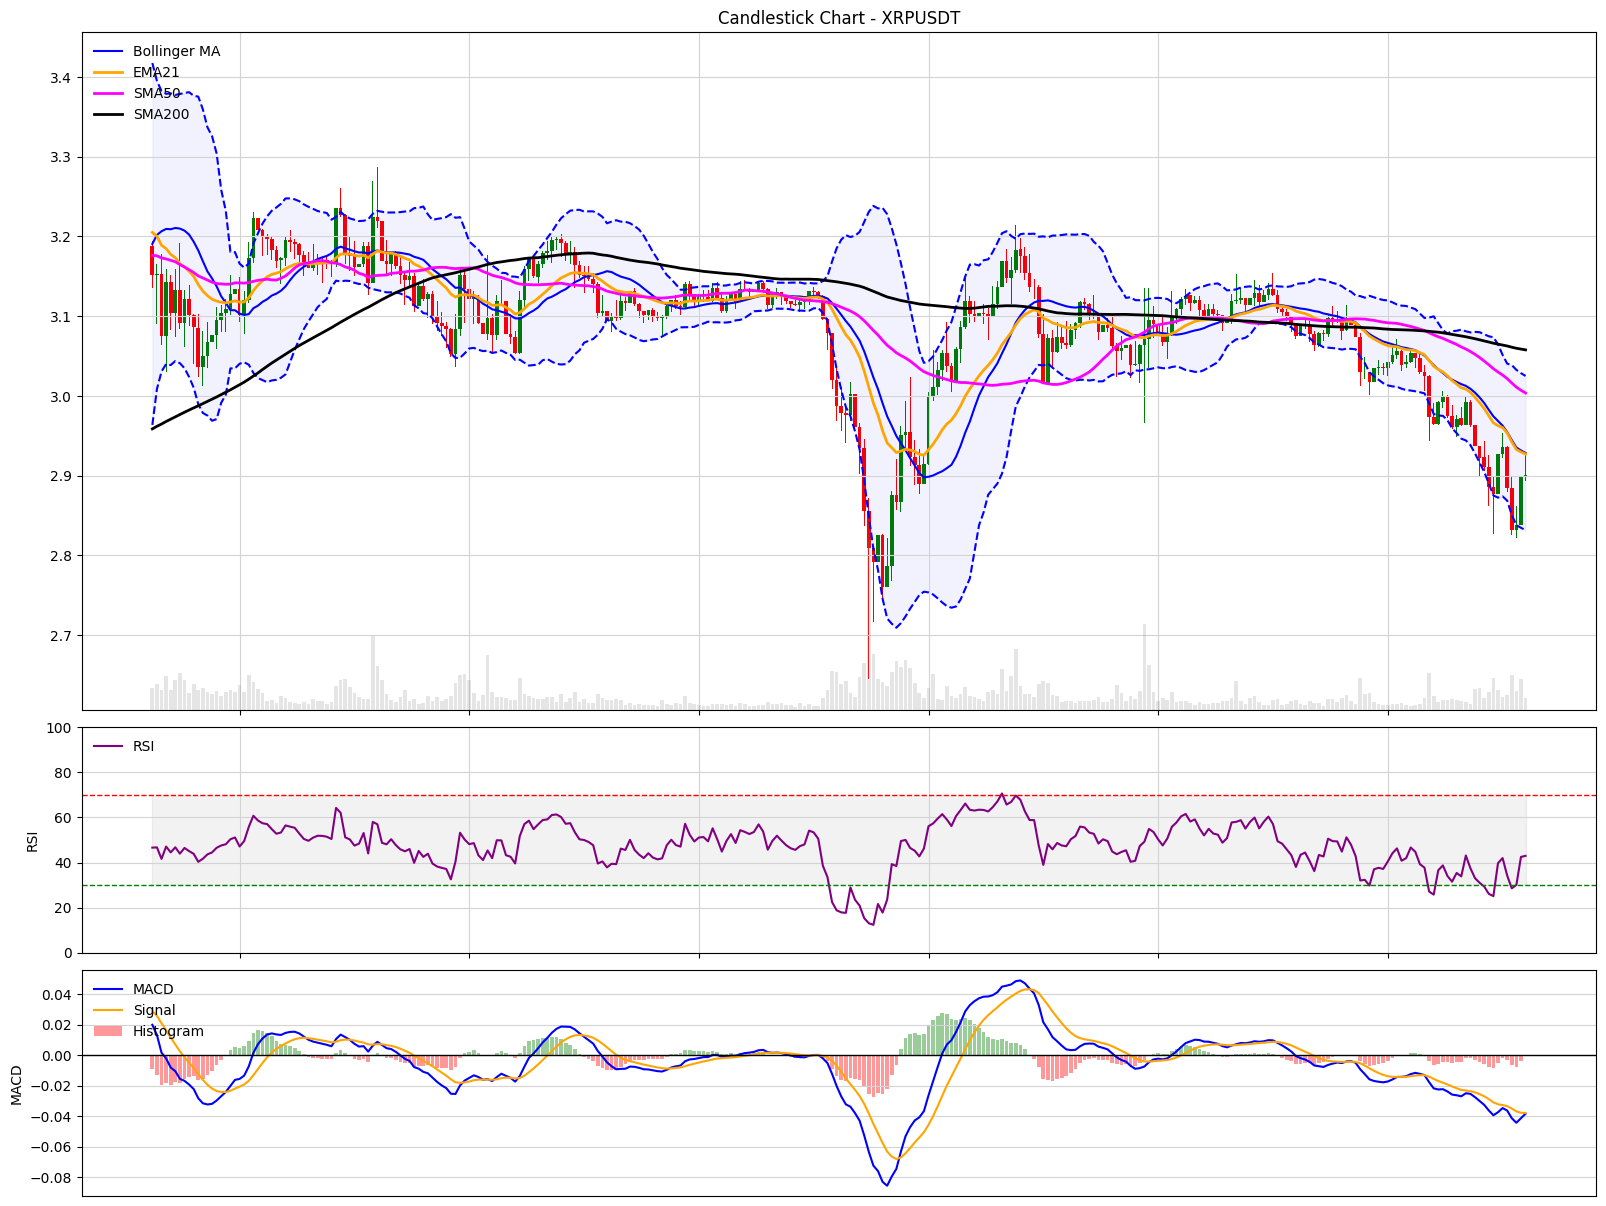 Candlestick Chart - XRPUSDT
Bollinger MA
EMA21
SMA50
SMA200
3.4
3.3
3.2
3.1
3.0
2.9
2.8
2.7
RSI
100
80
60
40
20
0
RSI
MACD
Signal
Histogram
0.04
0.02
0.00
−0.02
−0.04
−0.06
−0.08
MACD